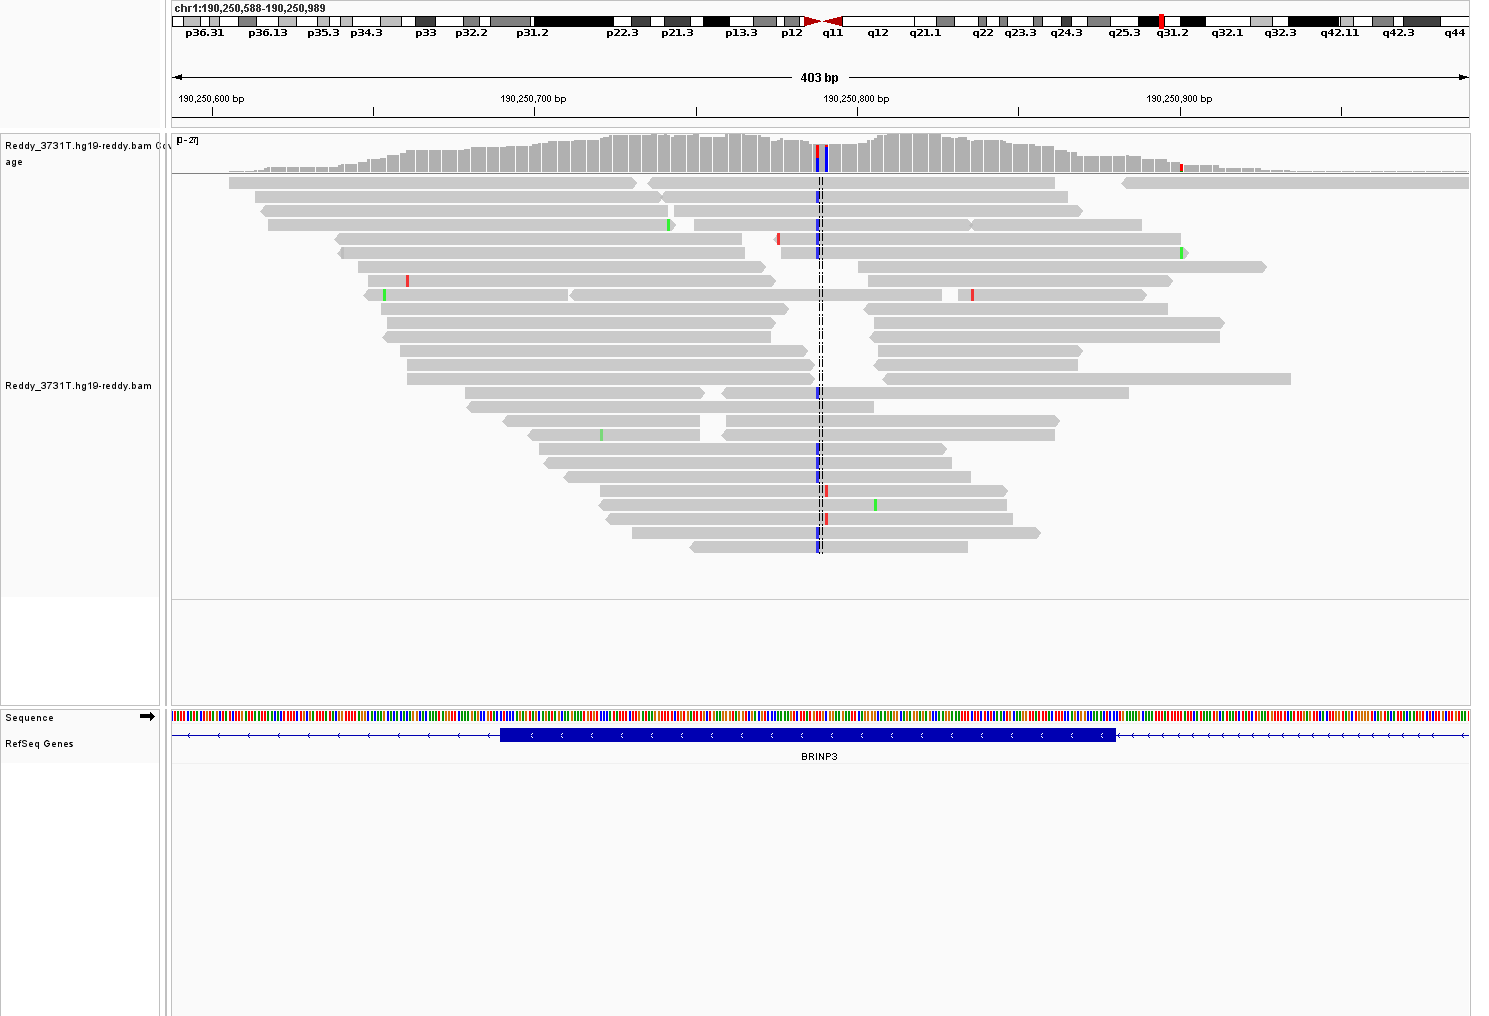 chr1:190,250,588-190,250,989
p36.31 p36.13 p35.3 p34.3 p33 p32.2 p31.2 p22.3 p21.3 p13.3 p12 q11 q12 q21.1 q22 q23.3 q24.3 q25.3 q31.2 q32.1 q32.3 q42.11 q42.3 q44
403 bp
190,250,600 bp 190,250,700 bp 190,250,800 bp 190,250,900 bp
Reddy_3731T.hg19-reddy.bam Cov
age
[0 - 27]
Reddy_3731T.hg19-reddy.bam
Sequence
RefSeq Genes
BRINP3